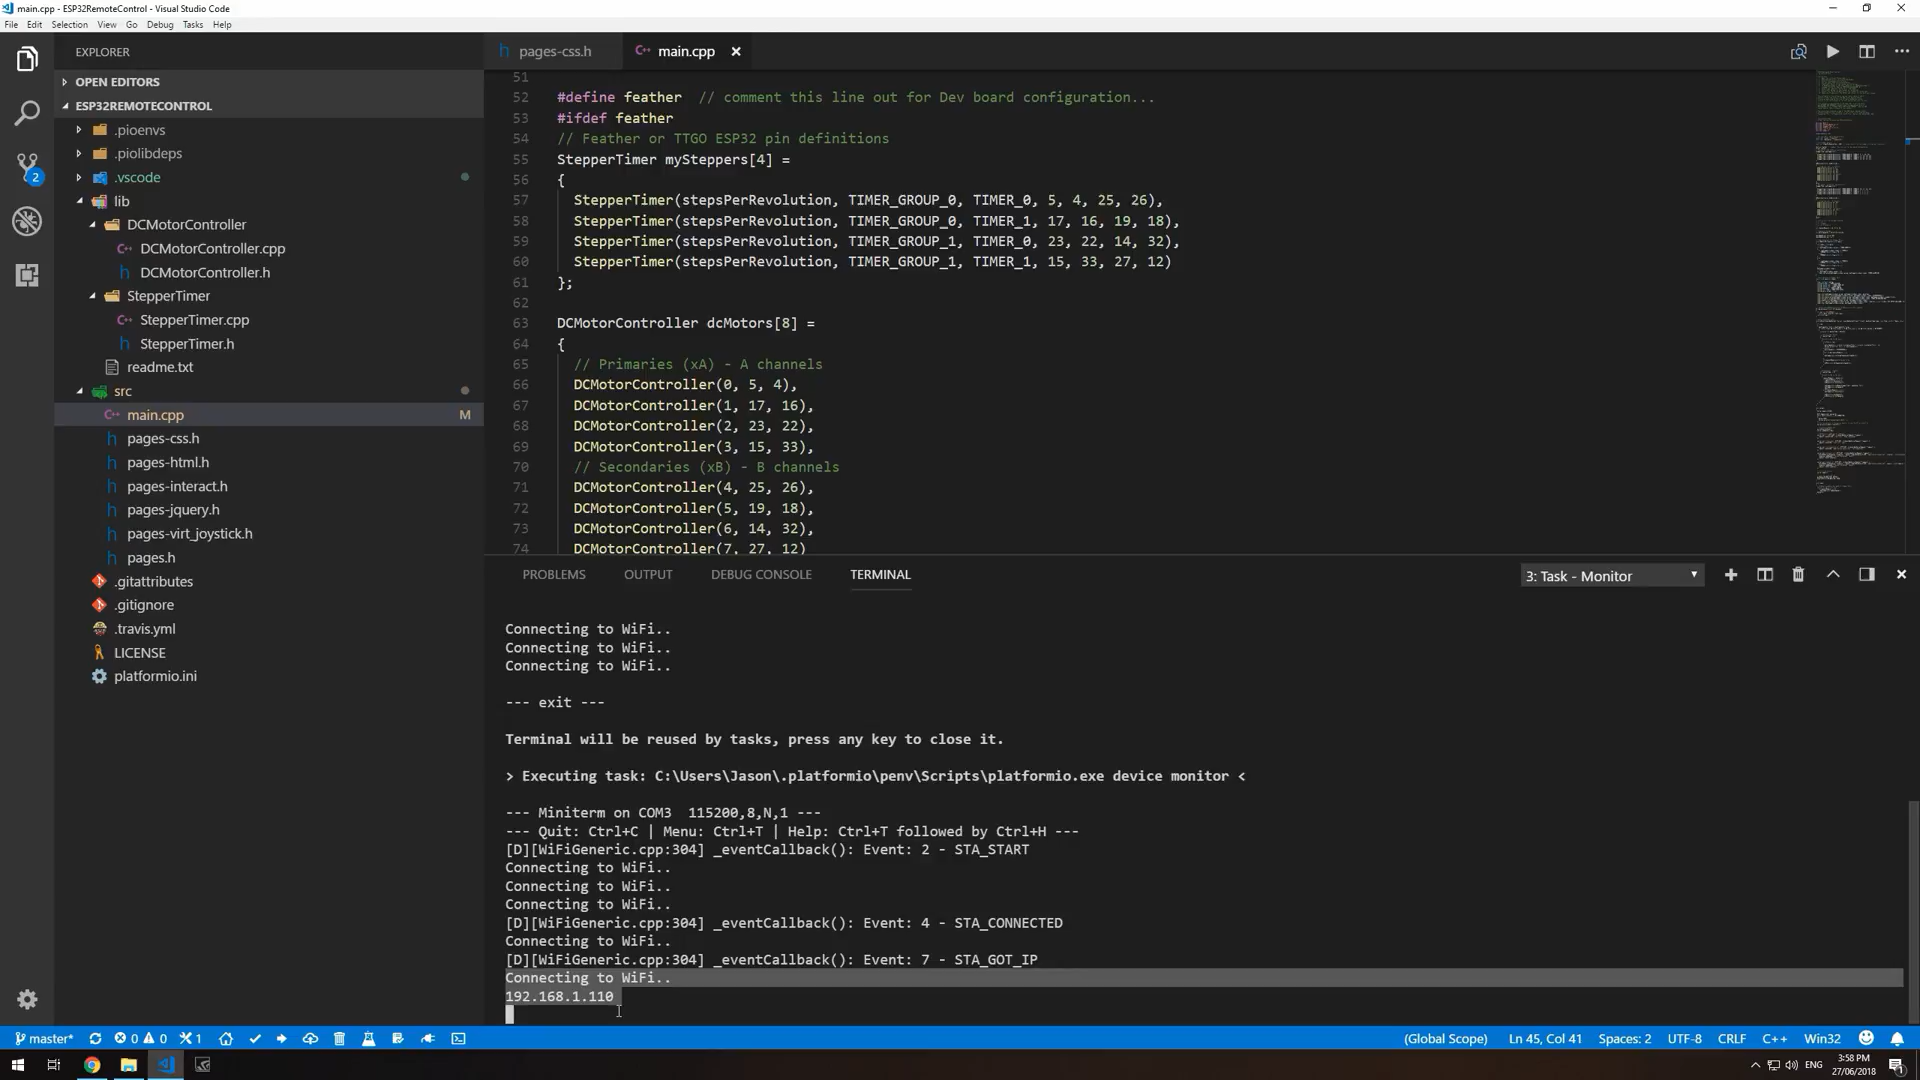 main.cpp - ESP32RemoteControl - Visual Studio Code
File Edit Selection View Go Debug Tasks Help
EXPLORER
OPEN EDITORS
ESP32REMOTECONTROL
.pioenvs
.piolibdeps
.vscode
lib
DCMotorController
DCMotorController.cpp
DCMotorController.h
StepperTimer
StepperTimer.cpp
StepperTimer.h
readme.txt
src
main.cpp M
pages-css.h
pages-html.h
pages-interact.h
pages-jquery.h
pages-virt_joystick.h
pages.h
.gitattributes
.gitignore
.travis.yml
LICENSE
platformio.ini
2
pages-css.h main.cpp
51
52 #define feather // comment this line out for Dev board configuration...
53 #ifdef feather
54 // Feather or TTGO ESP32 pin definitions
55 StepperTimer mySteppers[4] =
56 {
57 StepperTimer(stepsPerRevolution, TIMER_GROUP_0, TIMER_0, 5, 4, 25, 26),
58 StepperTimer(stepsPerRevolution, TIMER_GROUP_0, TIMER_1, 17, 16, 19, 18),
59 StepperTimer(stepsPerRevolution, TIMER_GROUP_1, TIMER_0, 23, 22, 14, 32),
60 StepperTimer(stepsPerRevolution, TIMER_GROUP_1, TIMER_1, 15, 33, 27, 12)
61 };
62
63 DCMotorController dcMotors[8] =
64 {
65 // Primaries (xA) - A channels
66 DCMotorController(0, 5, 4),
67 DCMotorController(1, 17, 16),
68 DCMotorController(2, 23, 22),
69 DCMotorController(3, 15, 33),
70 // Secondaries (xB) - B channels
71 DCMotorController(4, 25, 26),
72 DCMotorController(5, 19, 18),
73 DCMotorController(6, 14, 32),
74 DCMotorController(7, 27, 12)
PROBLEMS OUTPUT DEBUG CONSOLE TERMINAL 3: Task - Monitor
Connecting to WiFi..
Connecting to WiFi..
Connecting to WiFi..
--- exit ---
Terminal will be reused by tasks, press any key to close it.
> Executing task: C:\Users\Jason\.platformio\penv\Scripts\platformio.exe device monitor <
--- Miniterm on COM3 115200,8,N,1 ---
--- Quit: Ctrl+C | Menu: Ctrl+T | Help: Ctrl+T followed by Ctrl+H ---
[D][WiFiGeneric.cpp:304] _eventCallback(): Event: 2 - STA_START
Connecting to WiFi..
Connecting to WiFi..
Connecting to WiFi..
[D][WiFiGeneric.cpp:304] _eventCallback(): Event: 4 - STA_CONNECTED
Connecting to WiFi..
[D][WiFiGeneric.cpp:304] _eventCallback(): Event: 7 - STA_GOT_IP
Connecting to WiFi..
192.168.1.110
master* 0 0 1 (Global Scope) Ln 45, Col 41 Spaces: 2 UTF-8 CRLF C++ Win32
ENG 3:58 PM
27/06/2018